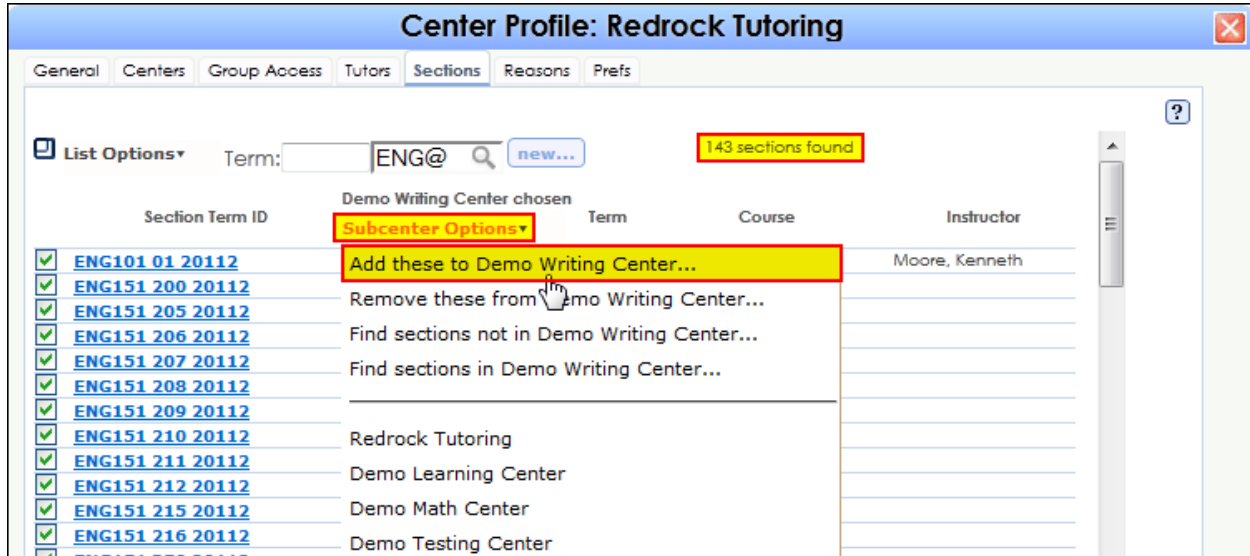 Center Profile: Redrock Tutoring
General Centers Group Access Tutors Sections Reasons Prefs
?
List Options▾ Term: ENG@ new... 143 sections found
Demo Writing Center chosen
Section Term ID Subcenter Options▾ Term Course Instructor
ENG101 01 20112 Add these to Demo Writing Center... Moore, Kenneth
ENG151 200 20112
Remove these from Demo Writing Center...
ENG151 205 20112
ENG151 206 20112 Find sections not in Demo Writing Center...
ENG151 207 20112
Find sections in Demo Writing Center...
ENG151 208 20112
ENG151 209 20112
ENG151 210 20112 Redrock Tutoring
ENG151 211 20112
Demo Learning Center
ENG151 212 20112
ENG151 215 20112 Demo Math Center
ENG151 216 20112 Demo Testing Center